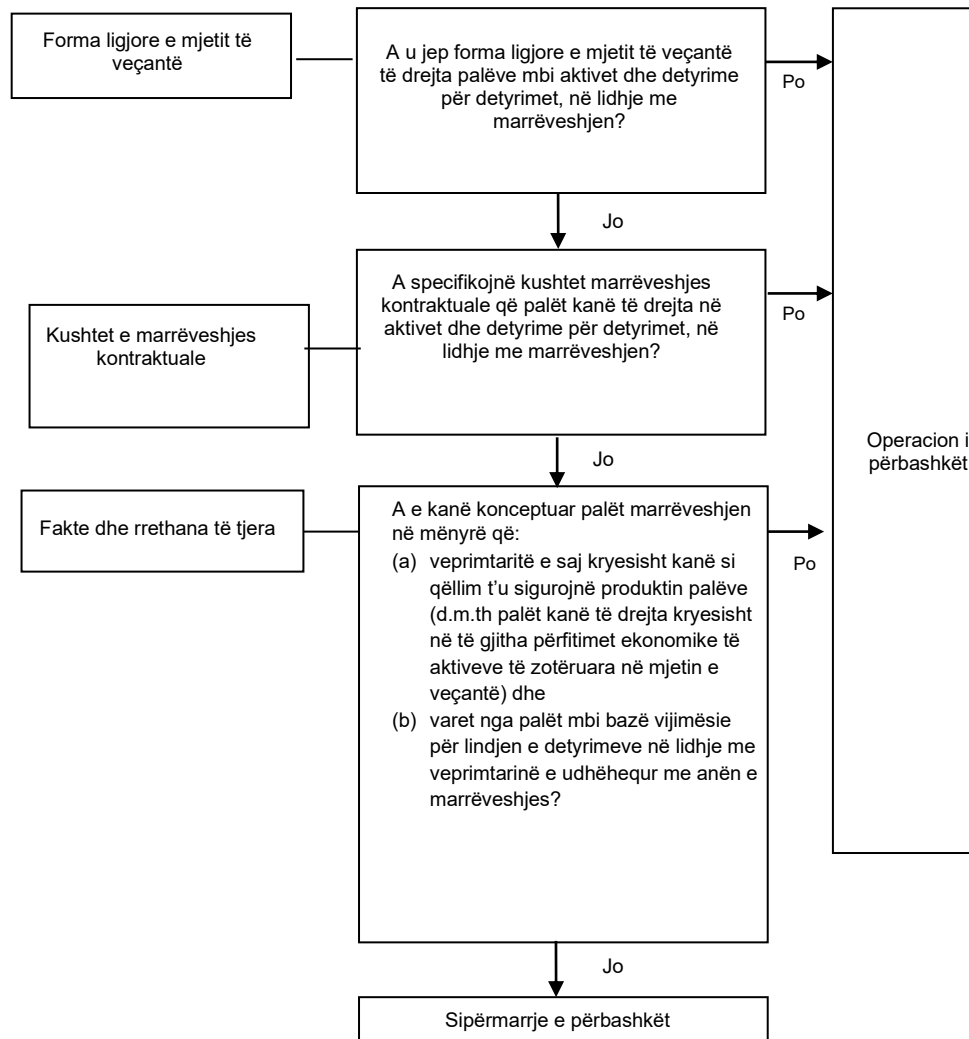 Forma ligjore e mjetit të
veçantë
A u jep forma ligjore e mjetit të veçantë
të drejta palëve mbi aktivet dhe detyrime
për detyrimet, në lidhje me
marrëveshjen?
Po
Jo
Kushtet e marrëveshjes
kontraktuale
A specifikojnë kushtet marrëveshjes
kontraktuale që palët kanë të drejta në
aktivet dhe detyrime për detyrimet, në
lidhje me marrëveshjen?
Po
Jo
Operacion i
përbashkët
Fakte dhe rrethana të tjera
A e kanë konceptuar palët marrëveshjen
në mënyrë që:
(a) veprimtaritë e saj kryesisht kanë si
qëllim t’u sigurojnë produktin palëve
(d.m.th palët kanë të drejta kryesisht
në të gjitha përfitimet ekonomike të
aktiveve të zotëruara në mjetin e
veçantë) dhe
(b) varet nga palët mbi bazë vijimësie
për lindjen e detyrimeve në lidhje me
veprimtarinë e udhëhequr me anën e
marrëveshjes?
Po
Jo
Sipërmarrje e përbashkët